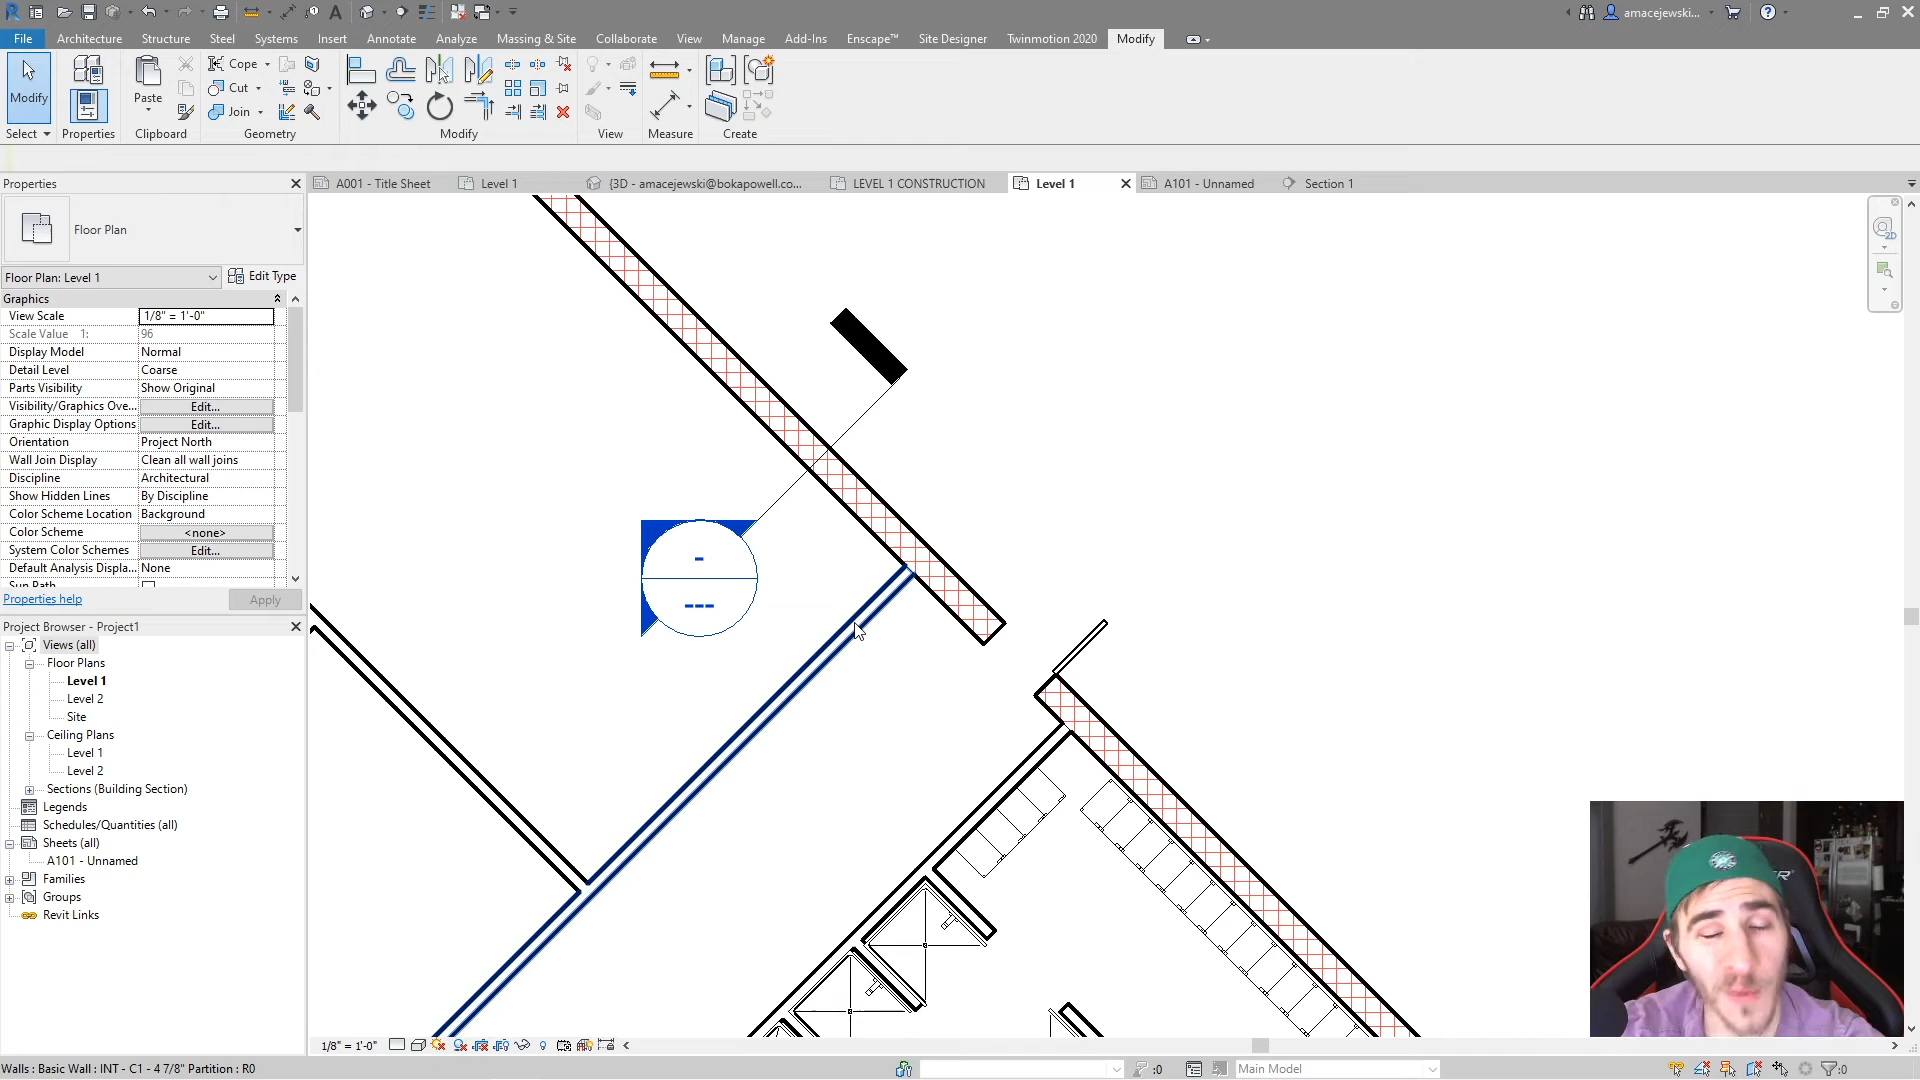 amacejewski...
File Architecture Structure Steel Systems Insert Annotate Analyze Massing & Site Collaborate View Manage Add-Ins Enscape™ Site Designer Twinmotion 2020 Modify
Modify
Paste
Cope
Cut
Join
Select Properties Clipboard Geometry Modify View Measure Create
Properties
A001 - Title Sheet
Level 1
{3D - amacejewski@bokapowell.co...
LEVEL 1 CONSTRUCTION
Level 1
A101 - Unnamed
Section 1
Floor Plan
Floor Plan: Level 1
Edit Type
Graphics
View Scale 1/8" = 1'-0"
Scale Value 1: 96
Display Model Normal
Detail Level Coarse
Parts Visibility Show Original
Visibility/Graphics Ove... Edit...
Graphic Display Options Edit...
Orientation Project North
Wall Join Display Clean all wall joins
Discipline Architectural
Show Hidden Lines By Discipline
Color Scheme Location Background
Color Scheme <none>
System Color Schemes Edit...
Default Analysis Displa... None
Sun Path
Properties help
Apply
Project Browser - Project1
Views (all)
Floor Plans
Level 1
Level 2
Site
Ceiling Plans
Level 1
Level 2
Sections (Building Section)
Legends
Schedules/Quantities (all)
Sheets (all)
A101 - Unnamed
Families
Groups
Revit Links
-
---
2D
1/8" = 1'-0"
Walls : Basic Wall : INT - C1 - 4 7/8" Partition : R0
:0
Main Model
:0